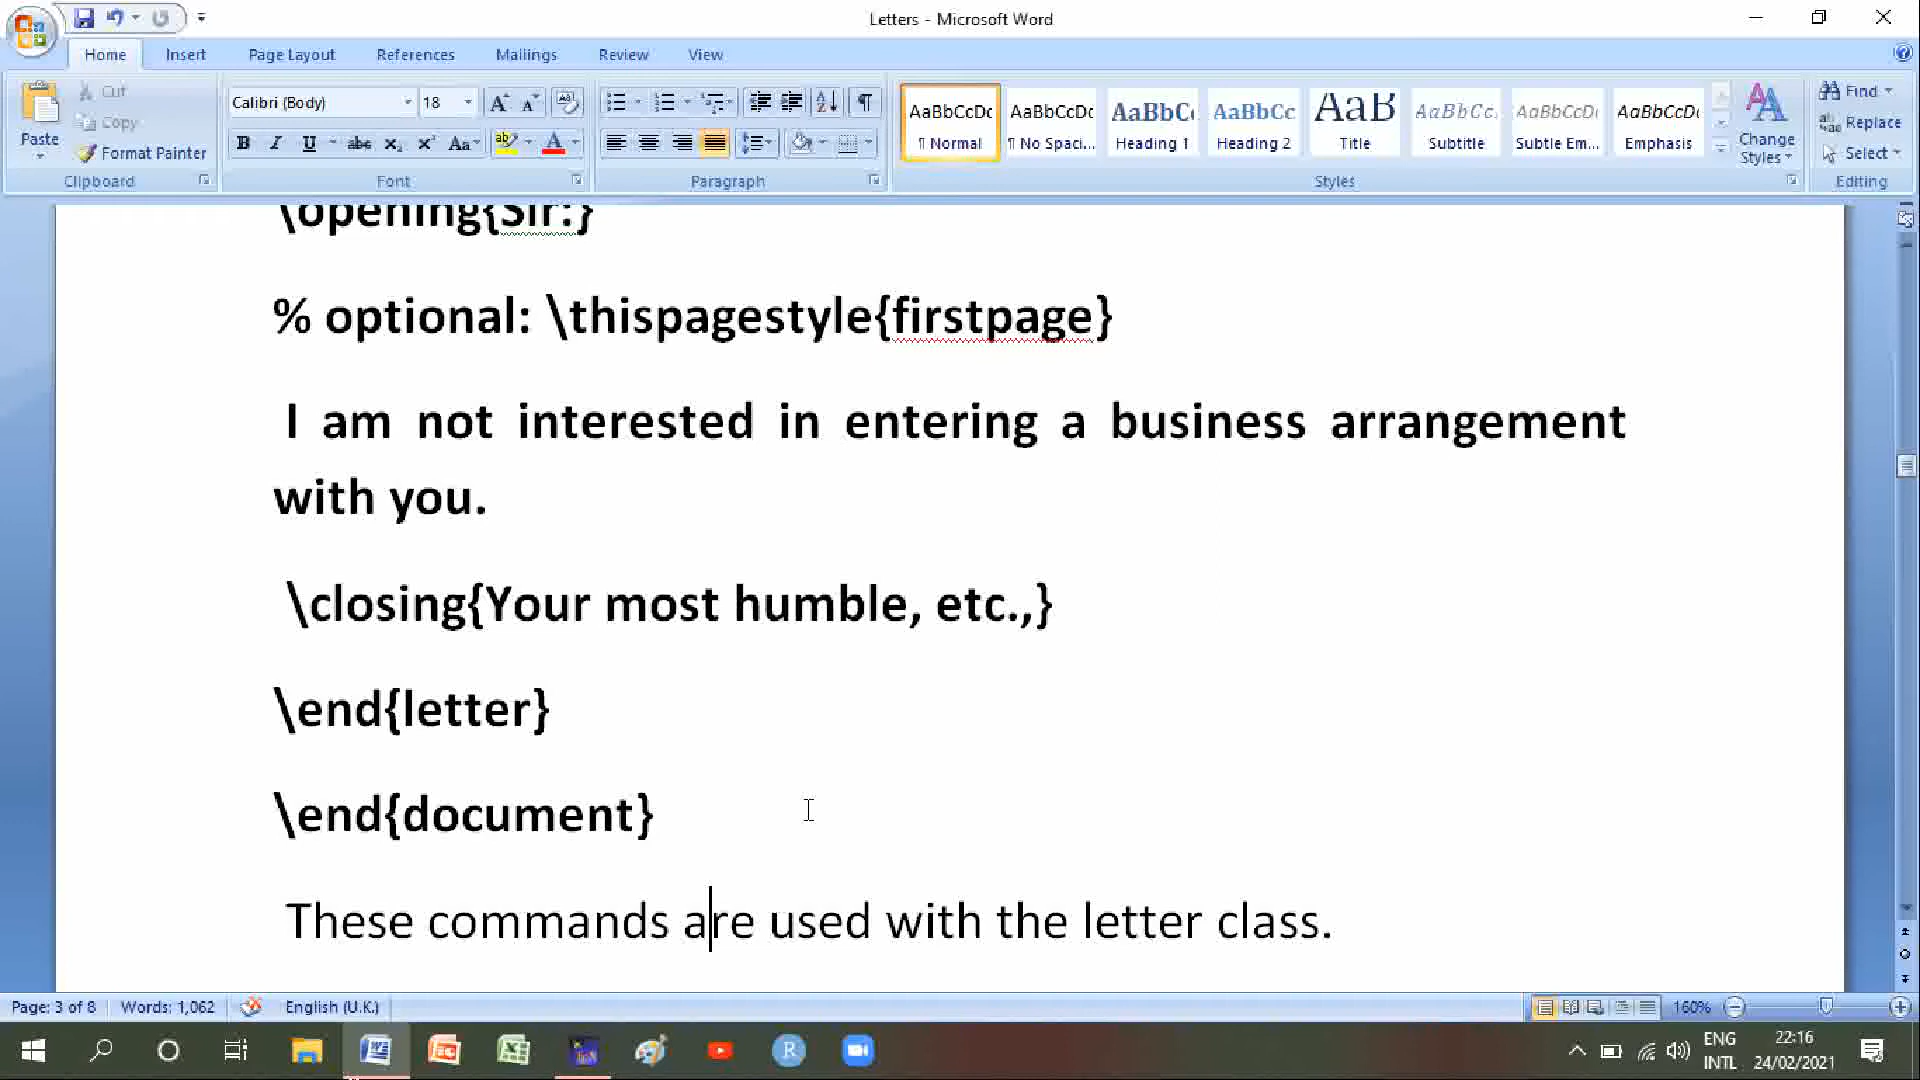 Letters - Microsoft Word
Home Insert Page Layout References Mailings Review View
Paste
Cut
Copy
Format Painter
Clipboard
Calibri (Body) 18
Font
Paragraph
AaBbCcDc AaBbCcDc AaBbC AaBbCc AaB AaBbCc. AaBbCcDi AaBbCcDi
¶ Normal ¶ No Spaci... Heading 1 Heading 2 Title Subtitle Subtle Em... Emphasis
Change Styles
Styles
Find
Replace
Select
Editing
\opening{Sir:}
% optional: \thispagestyle{firstpage}
I am not interested in entering a business arrangement
with you.
\closing{Your most humble, etc.,}
\end{letter}
\end{document}
These commands are used with the letter class.
Page: 3 of 8 Words: 1,062 English (U.K.) 160%
ENG 22:16
INTL 24/02/2021